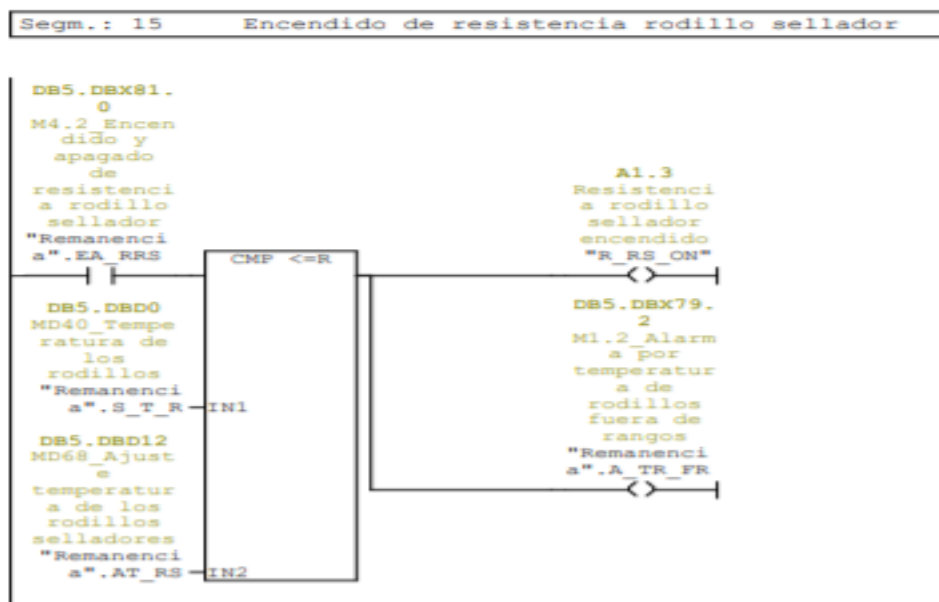 Segm.: 15 Encendido de resistencia rodillo sellador
DB5.DBX81.
0
M4.2_Encen
dido y
apagado
de
resistenci
a rodillo
sellador
"Remanenci
a".EA_RRS
CMP <=R
A1.3
Resistenci
a rodillo
sellador
encendido
"R_RS_ON"
DB5.DBD0
MD40_Tempe
ratura de
los
rodillos
"Remanenci
a".S_T_R
IN1
DB5.DBX79.
2
M1.2_Alarm
a por
temperatur
a de
rodillos
fuera de
rangos
"Remanenci
a".A_TR_FR
DB5.DBD12
MD68_Ajust
e
temperatur
a de los
rodillos
selladores
"Remanenci
a".AT_RS
IN2